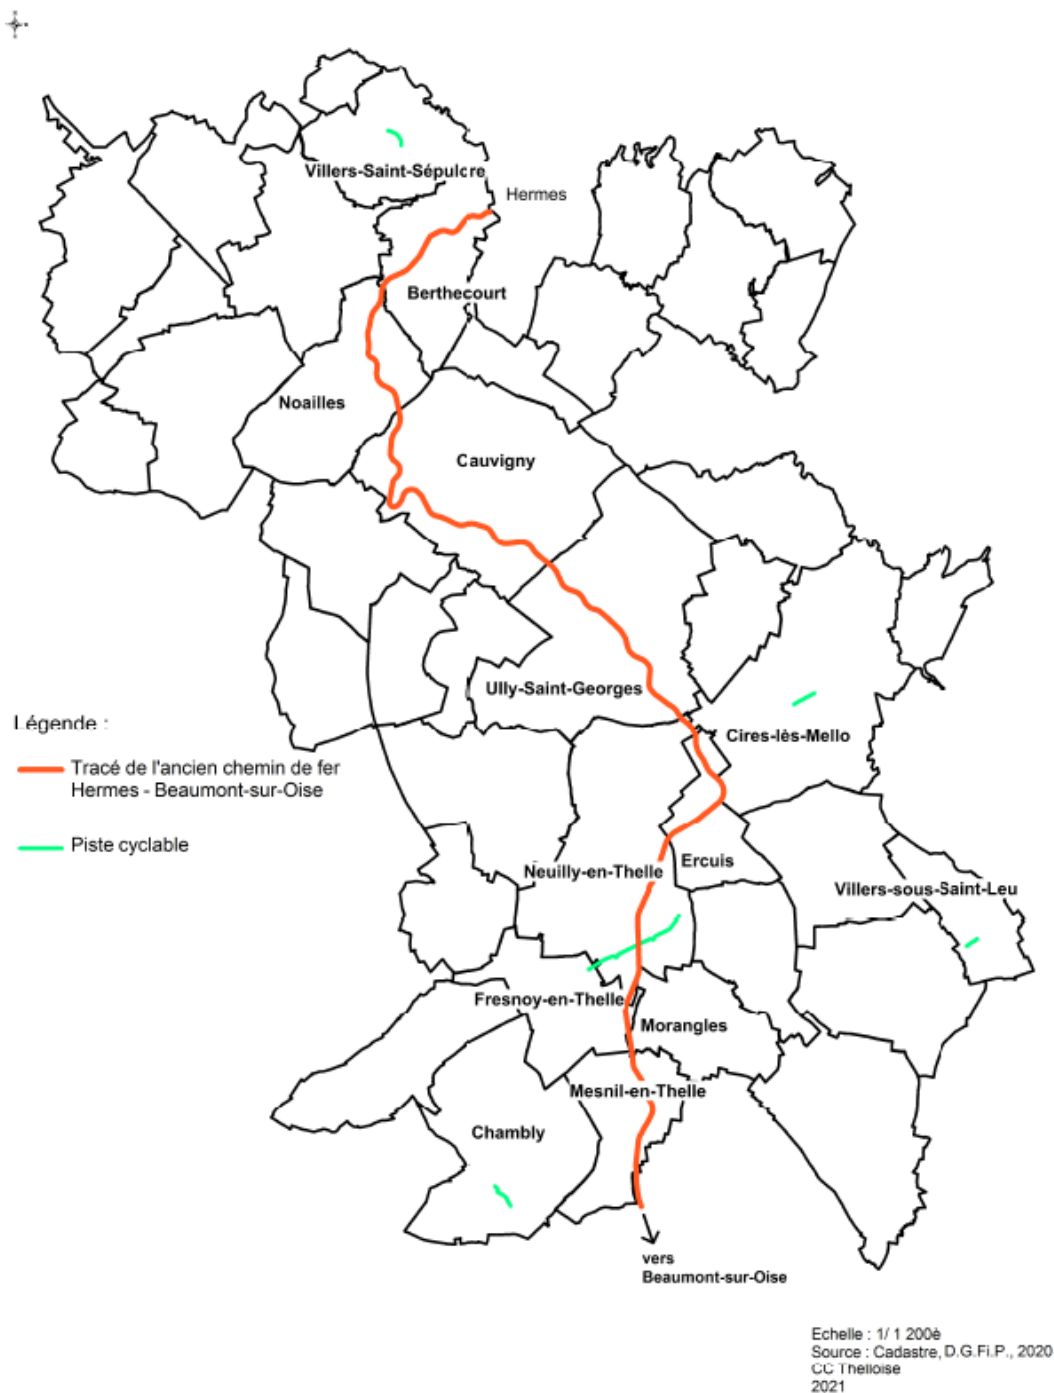 Villers-Saint-Sépulcre
Hermes
Berthecourt
Noailles
Cauvigny
Ully-Saint-Georges
Légende :
Cires-lès-Mello
Tracé de l'ancien chemin de fer
Hermes - Beaumont-sur-Oise
Piste cyclable
Ercuis
Neuilly-en-Thelle
Villers-sous-Saint-Leu
Fresnoy-en-Thelle
Morangles
Mesnil-en-Thelle
Chambly
vers
Beaumont-sur-Oise
Echelle : 1/ 1 200è
Source : Cadastre, D.G.Fi.P., 2020
CC Thelloise
2021